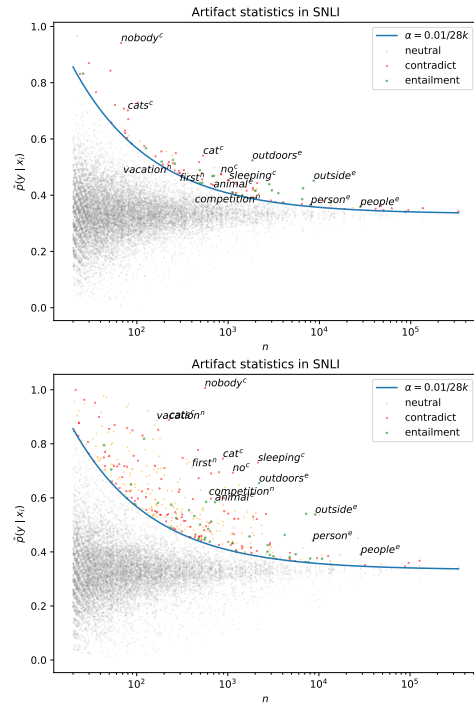 Artifact statistics in SNLI
1.0
0.8
0.6
0.4
0.2
0.0
p̂(y | xᵢ)
α = 0.01/28k
neutral
contradict
entailment
nobodyᶜ
catsᶜ
catᶜ
outdoorsᵉ
vacationⁿ
noᶜ
firstⁿ
sleepingᶜ
animalᵉ
outsideᵉ
competitionⁿ
personᵉ
peopleᵉ
10²
10³
10⁴
10⁵
n
Artifact statistics in SNLI
1.0
0.8
0.6
0.4
0.2
0.0
p̂(y | xᵢ)
α = 0.01/28k
neutral
contradict
entailment
nobodyᶜ
vacationⁿ
catsᶜ
catᶜ
sleepingᶜ
firstⁿ
noᶜ
outdoorsᵉ
competitionⁿ
animalᵉ
outsideᵉ
personᵉ
peopleᵉ
10²
10³
10⁴
10⁵
n